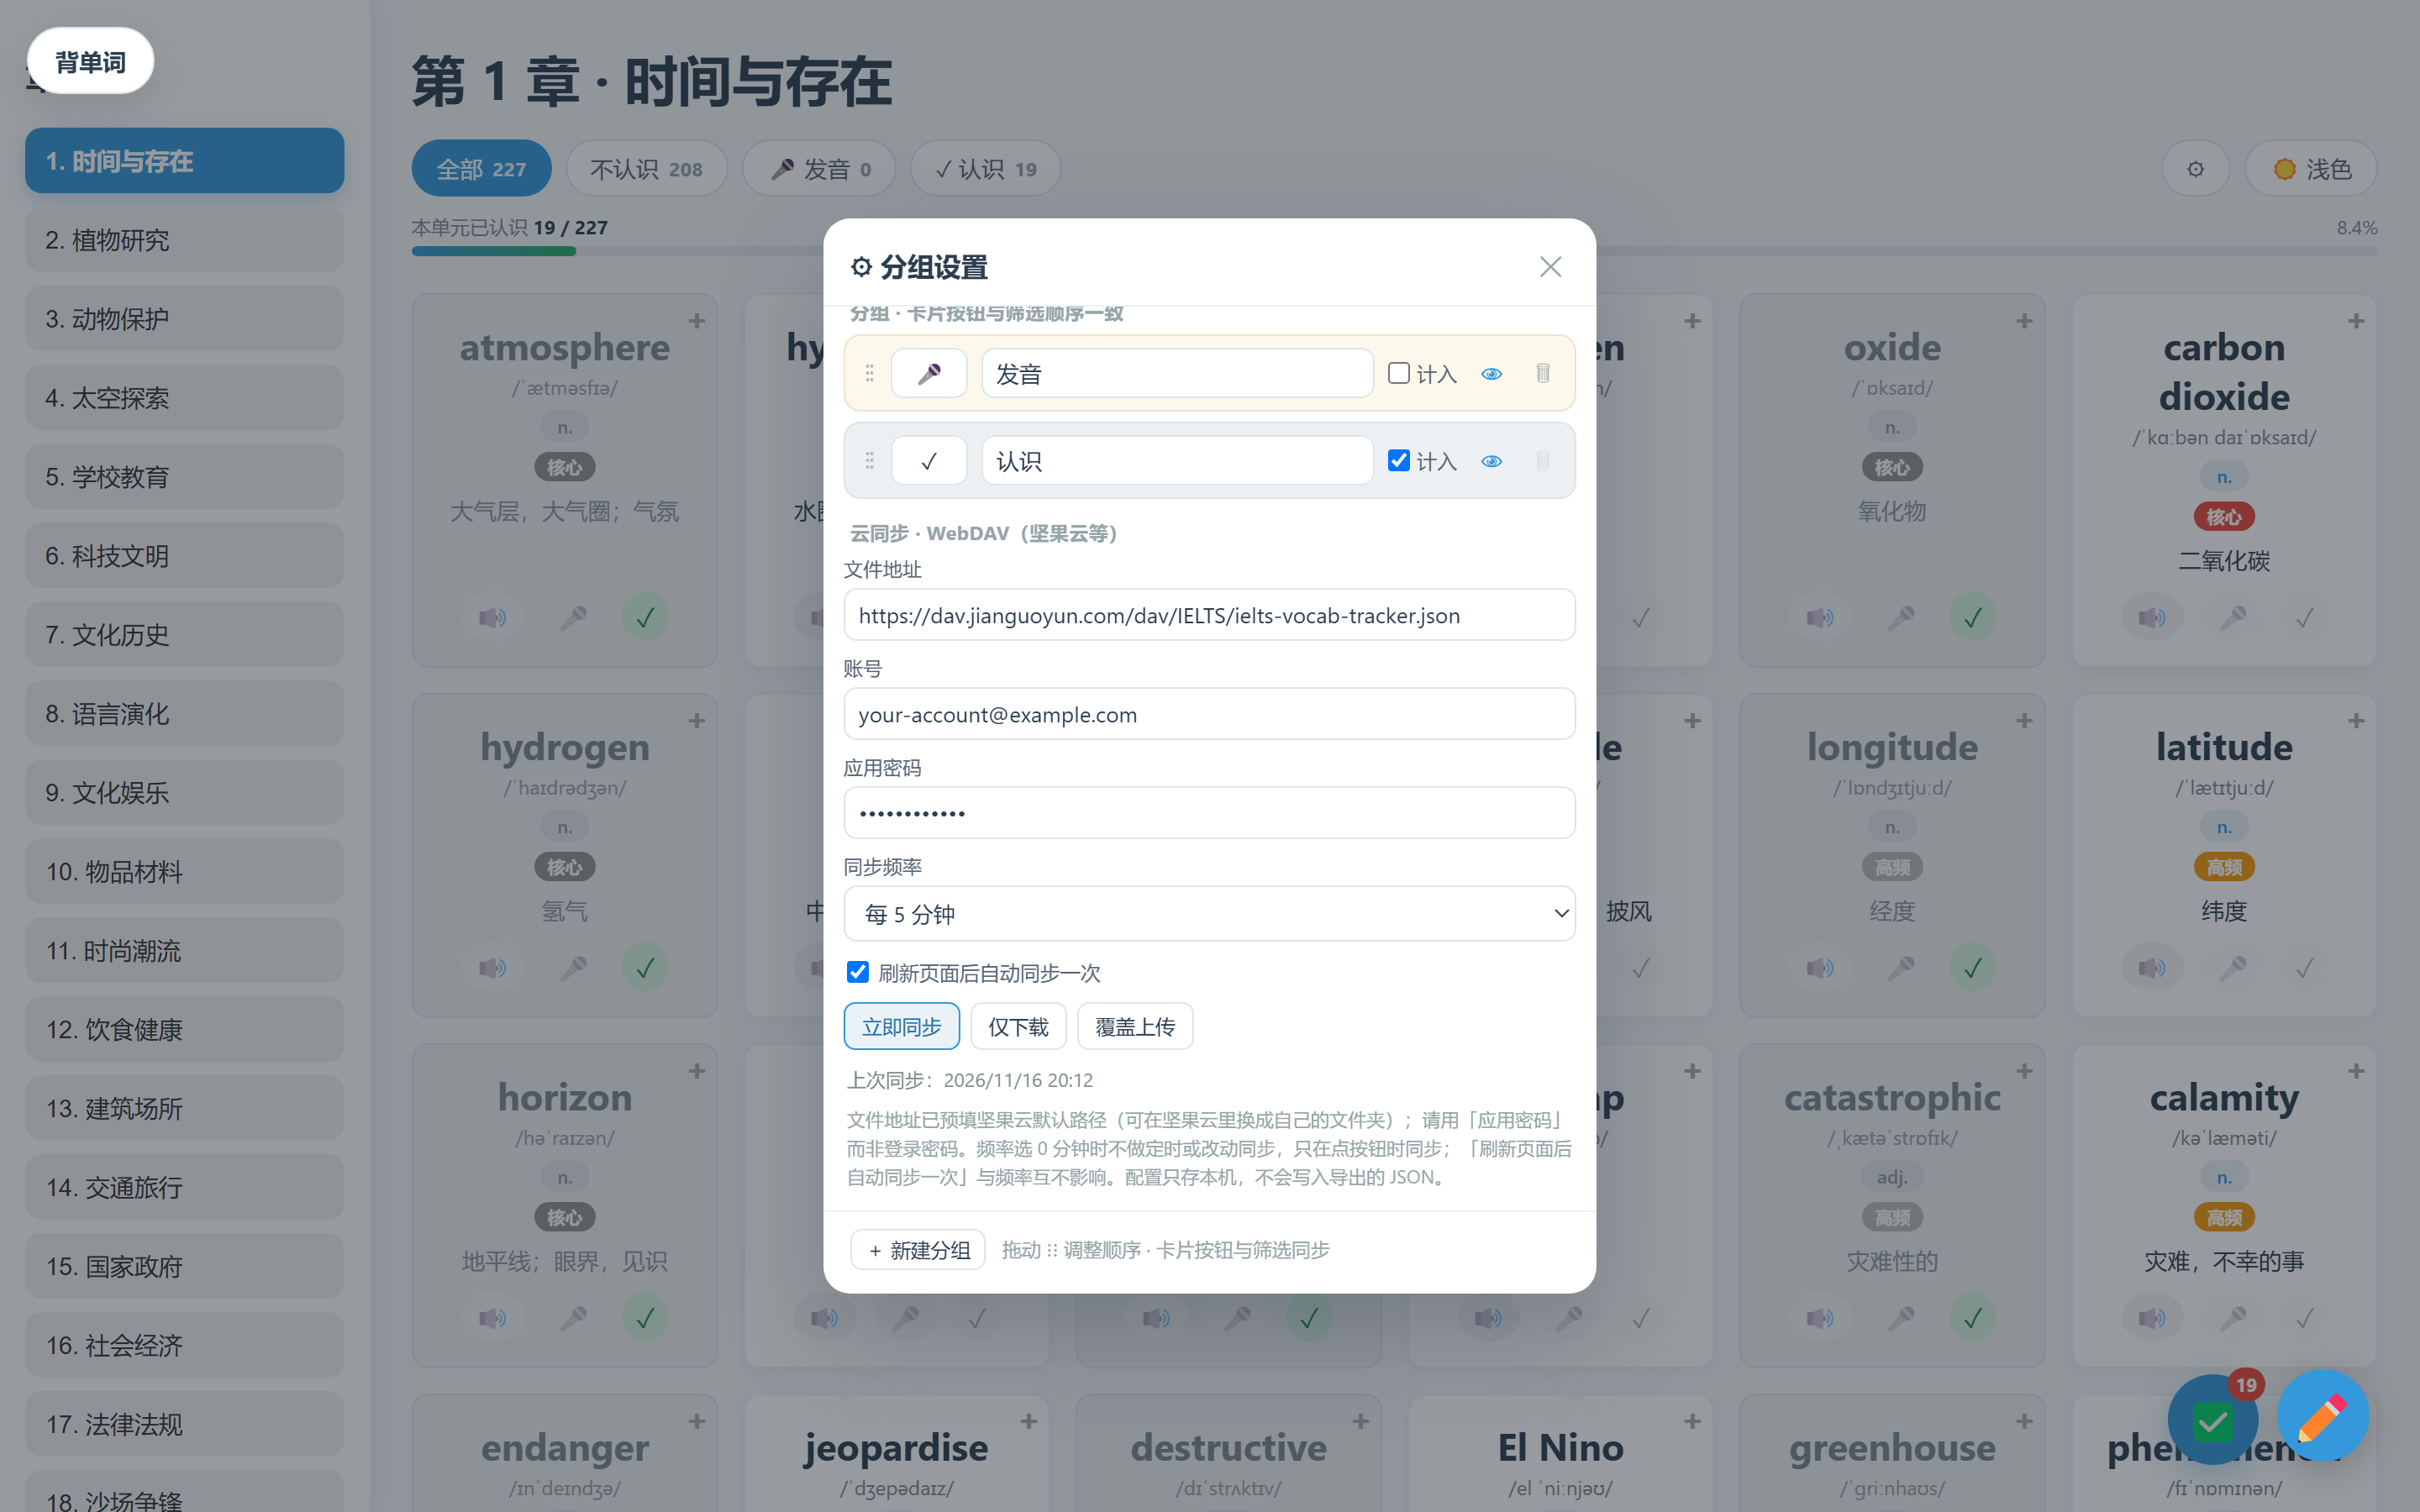 背单词
1. 时间与存在
2. 植物研究
3. 动物保护
4. 太空探索
5. 学校教育
6. 科技文明
7. 文化历史
8. 语言演化
9. 文化娱乐
10. 物品材料
11. 时尚潮流
12. 饮食健康
13. 建筑场所
14. 交通旅行
15. 国家政府
16. 社会经济
17. 法律法规
18. 沙场争锋
第 1 章 · 时间与存在
全部 227
不认识 208
发音 0
✓ 认识 19
浅色
本单元已认识 19 / 227
8.4%
分组设置
分组 · 卡片按钮与筛选顺序一致
发音
计入
✓
认识
计入
云同步 · WebDAV（坚果云等）
文件地址
https://dav.jianguoyun.com/dav/IELTS/ielts-vocab-tracker.json
账号
your-account@example.com
应用密码
••••••••••••
同步频率
每 5 分钟
刷新页面后自动同步一次
立即同步
仅下载
覆盖上传
上次同步：2026/11/16 20:12
文件地址已预填坚果云默认路径（可在坚果云里换成自己的文件夹）；请用「应用密码」
而非登录密码。频率选 0 分钟时不做定时或改动同步，只在点按钮时同步；「刷新页面后
自动同步一次」与频率互不影响。配置只存本机，不会写入导出的 JSON。
+ 新建分组
拖动 ⠿ 调整顺序 · 卡片按钮与筛选同步
atmosphere
/ˈætməsfɪə/
n.
核心
大气层，大气圈；气氛
hy
水
en
oxide
/ˈɒksaɪd/
n.
核心
氧化物
carbon
dioxide
/ˈkɑːbən daɪˈɒksaɪd/
n.
核心
二氧化碳
hydrogen
/ˈhaɪdrədʒən/
n.
核心
氢气
中
le
披风
longitude
/ˈlɒndʒɪtjuːd/
n.
高频
经度
latitude
/ˈlætɪtjuːd/
n.
高频
纬度
horizon
/həˈraɪzən/
n.
核心
地平线；眼界，见识
catastrophic
/ˌkætəˈstrɒfɪk/
adj.
高频
灾难性的
calamity
/kəˈlæməti/
n.
高频
灾难，不幸的事
endanger
/ɪnˈdeɪndʒə/
jeopardise
/ˈdʒepədaɪz/
destructive
/dɪˈstrʌktɪv/
El Nino
/el ˈniːnjəʊ/
greenhouse
/ˈɡriːnhaʊs/
/fɪˈnɒmɪnən/
19